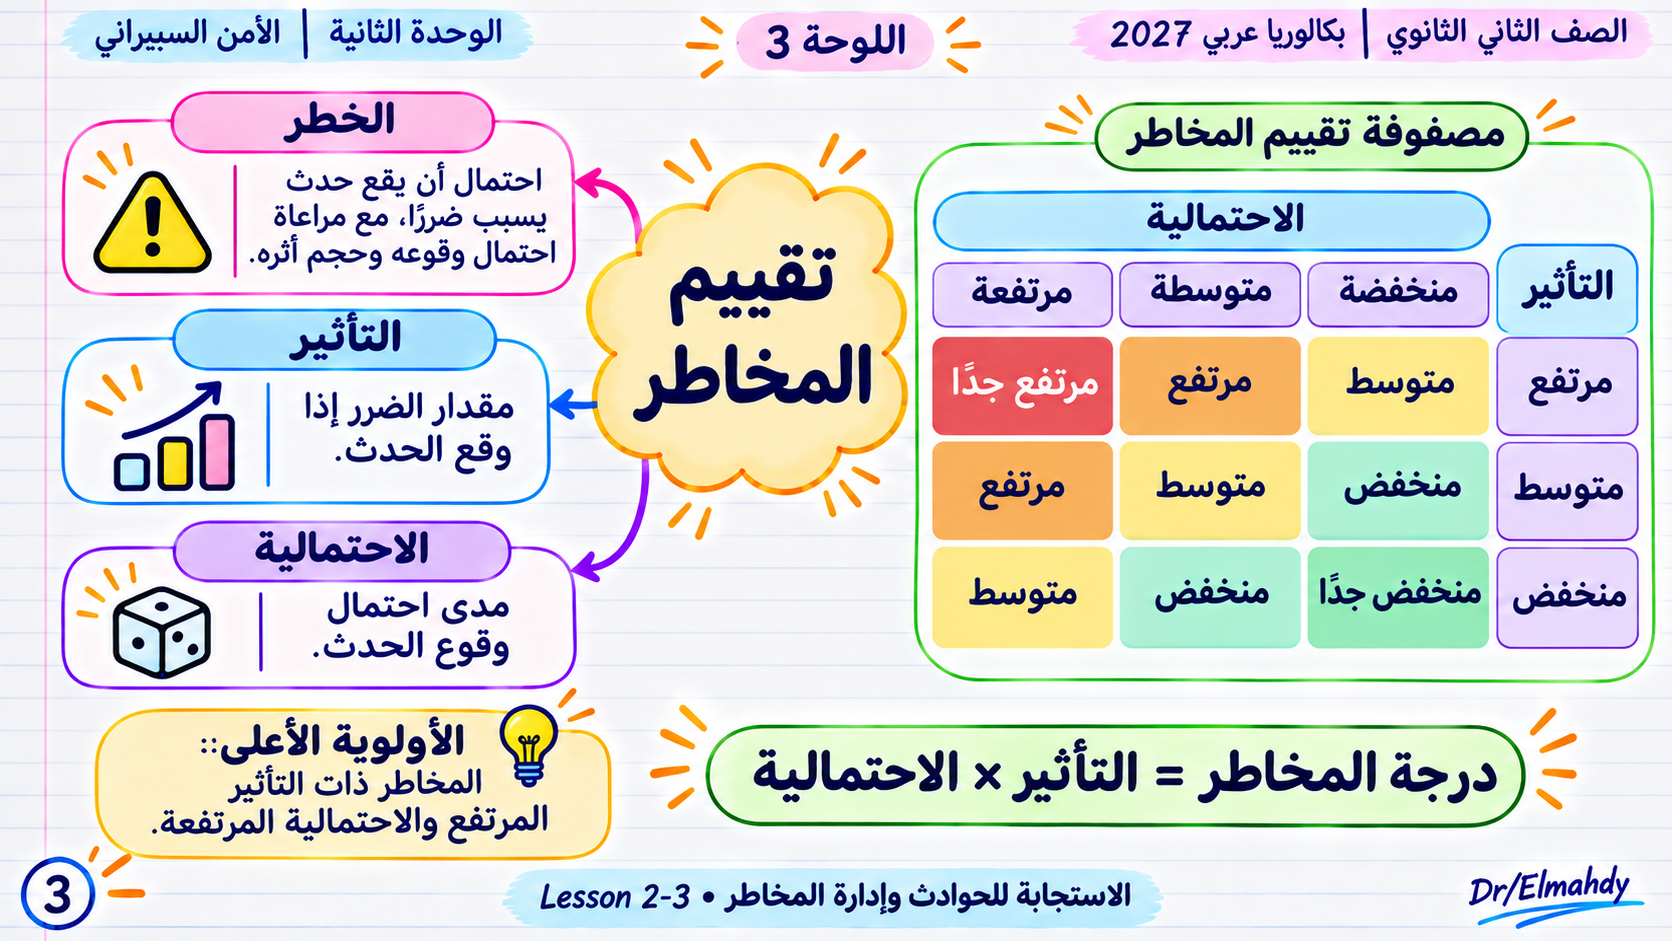 الصف الثاني الثانوي | بكالوريا عربي 2027
اللوحة 3
الوحدة الثانية | الأمن السيبراني
مصفوفة تقييم المخاطر
الاحتمالية
التأثير
منخفضة
متوسطة
مرتفعة
مرتفع
متوسط
مرتفع
مرتفع جدًا
متوسط
منخفض
متوسط
مرتفع
منخفض
منخفض جدًا
منخفض
متوسط
تقييم
المخاطر
الخطر
احتمال أن يقع حدث
يسبب ضررًا، مع مراعاة
احتمال وقوعه وحجم أثره.
التأثير
مقدار الضرر إذا
وقع الحدث.
الاحتمالية
مدى احتمال
وقوع الحدث.
درجة المخاطر = التأثير × الاحتمالية
الأولوية الأعلى::
المخاطر ذات التأثير
المرتفع والاحتمالية المرتفعة.
3
الاستجابة للحوادث وإدارة المخاطر • Lesson 2-3
Dr/Elmahdy